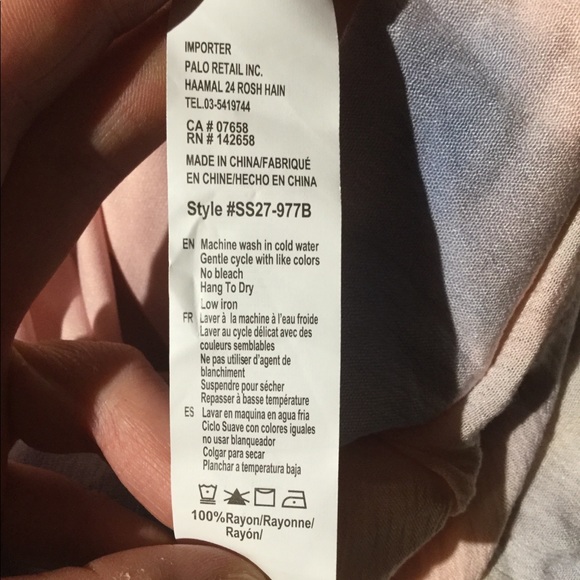 IMPORTER
PALO RETAIL INC.
HAAMAL 24 ROSH HAIN
TEL.03-5419744
CA # 07658
RN # 142658
MADE IN CHINA/FABRIQUÉ
EN CHINE/HECHO EN CHINA
Style #SS27-977B
EN Machine wash in cold water
Gentle cycle with like colors
No bleach
Hang To Dry
Low iron
FR Laver à la machine à l'eau froide
Laver au cycle délicat avec des
couleurs semblables
Ne pas utiliser d'agent de
blanchiment
Suspendre pour sécher
Repasser à basse température
ES Lavar en maquina en agua fria
Ciclo Suave con colores iguales
no usar blanqueador
Colgar para secar
Planchar a temperatura baja
100%Rayon/Rayonne/
Rayón/